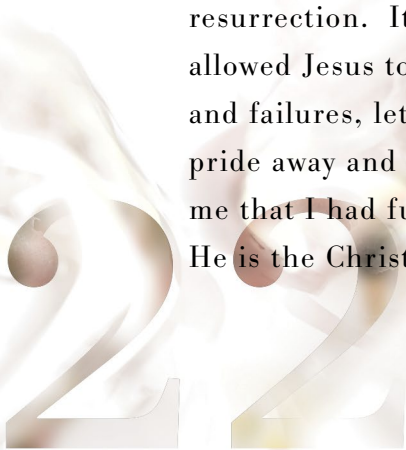 resurrection. It
allowed Jesus to
and failures, let
pride away and
me that I had fu
He is the Christ
22